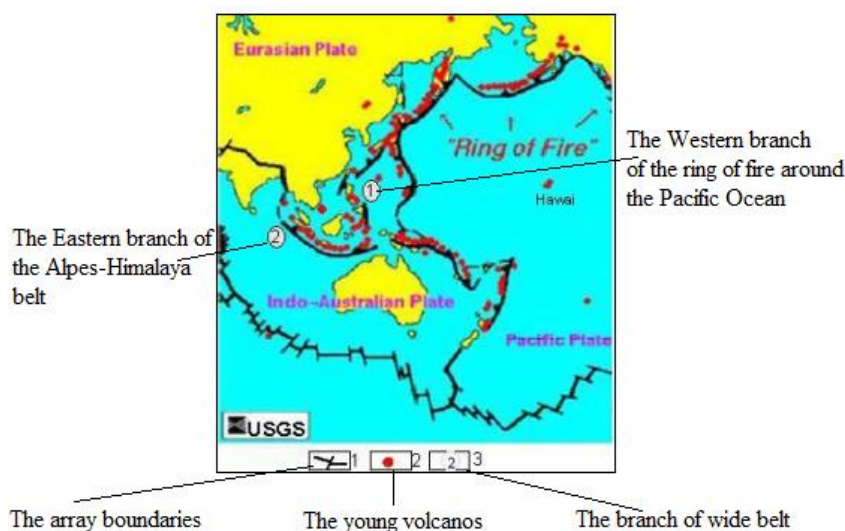 Eurasian Plate
"Ring of Fire"
The Western branch
of the ring of fire around
the Pacific Ocean
1
Hawai
The Eastern branch of
the Alpes-Himalaya
belt
2
Indo-Australian Plate
Pacific Plate
USGS
1
2
2
3
The array boundaries
The young volcanos
The branch of wide belt